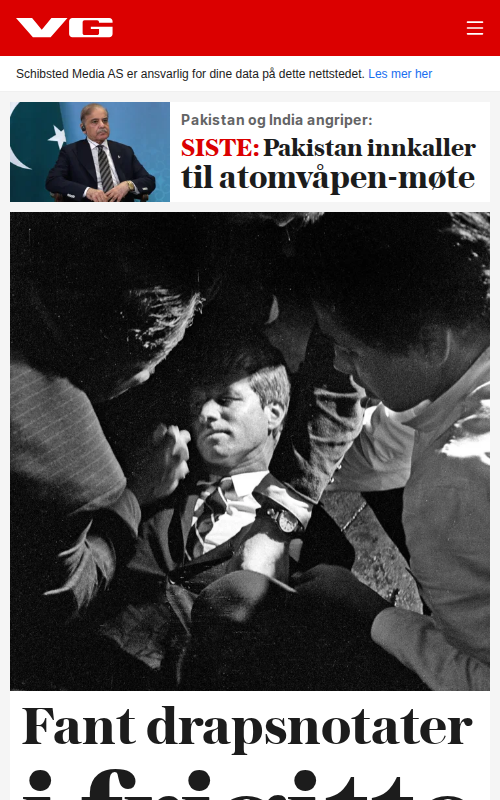 VG
Schibsted Media AS er ansvarlig for dine data på dette nettstedet. Les mer her
Pakistan og India angriper:
SISTE: Pakistan innkaller
til atomvåpen-møte
Fant drapsnotater